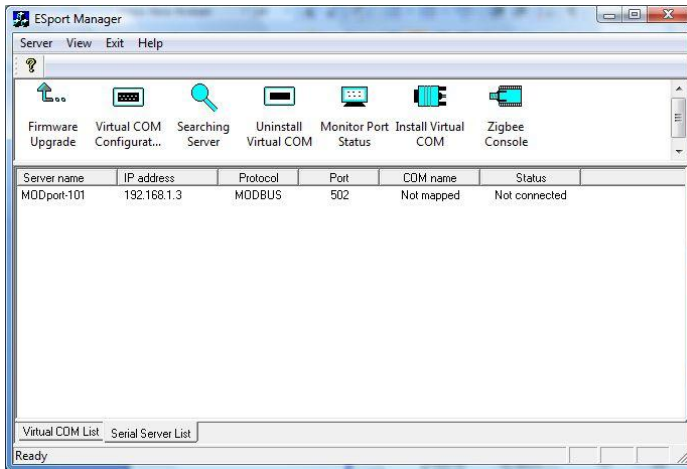 ESport Manager
Server View Exit Help
Firmware Upgrade
Virtual COM Configurat...
Searching Server
Uninstall Virtual COM
Monitor Port Status
Install Virtual COM
Zigbee Console
Server name IP address Protocol Port COM name Status
MODport-101 192.168.1.3 MODBUS 502 Not mapped Not connected
Virtual COM List Serial Server List
Ready